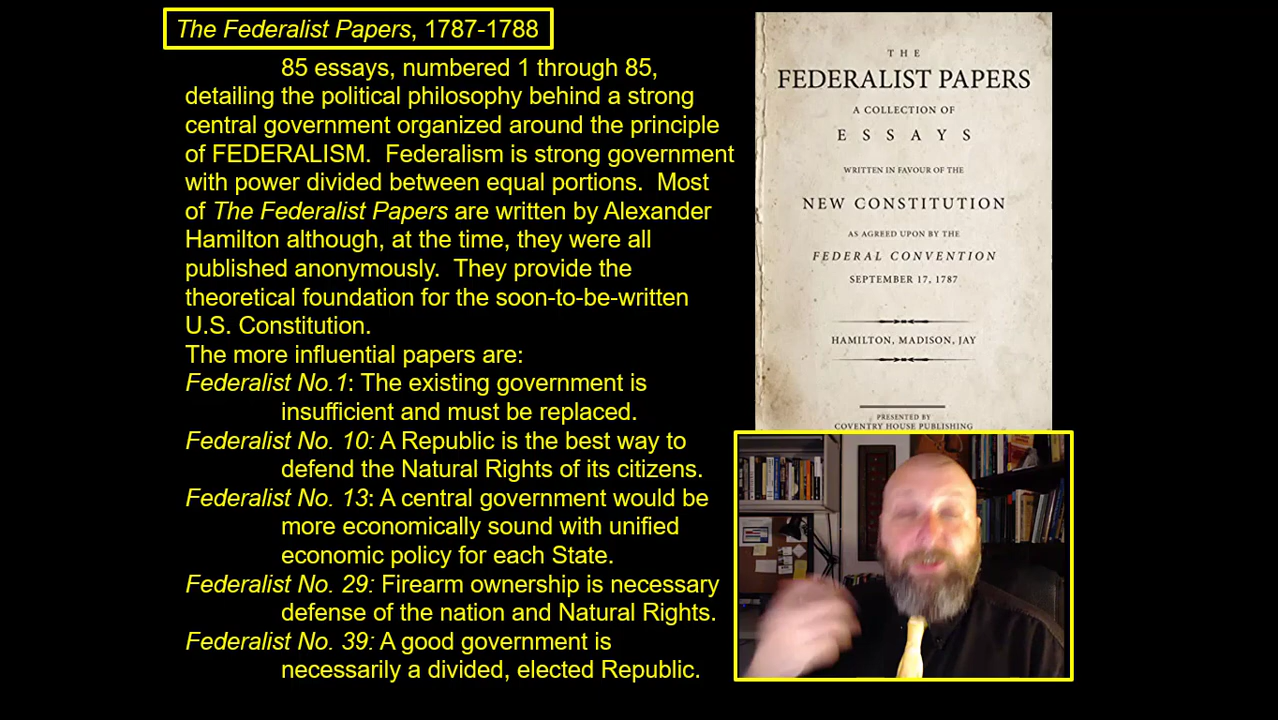 The Federalist Papers, 1787-1788
85 essays, numbered 1 through 85,
detailing the political philosophy behind a strong
central government organized around the principle
of FEDERALISM. Federalism is strong government
with power divided between equal portions. Most
of The Federalist Papers are written by Alexander
Hamilton although, at the time, they were all
published anonymously. They provide the
theoretical foundation for the soon-to-be-written
U.S. Constitution.
The more influential papers are:
Federalist No.1: The existing government is
insufficient and must be replaced.
Federalist No. 10: A Republic is the best way to
defend the Natural Rights of its citizens.
Federalist No. 13: A central government would be
more economically sound with unified
economic policy for each State.
Federalist No. 29: Firearm ownership is necessary
defense of the nation and Natural Rights.
Federalist No. 39: A good government is
necessarily a divided, elected Republic.
THE
FEDERALIST PAPERS
A COLLECTION OF
ESSAYS
WRITTEN IN FAVOUR OF THE
NEW CONSTITUTION
AS AGREED UPON BY THE
FEDERAL CONVENTION
SEPTEMBER 17, 1787
HAMILTON, MADISON, JAY
PRESENTED BY
COVENTRY HOUSE PUBLISHING